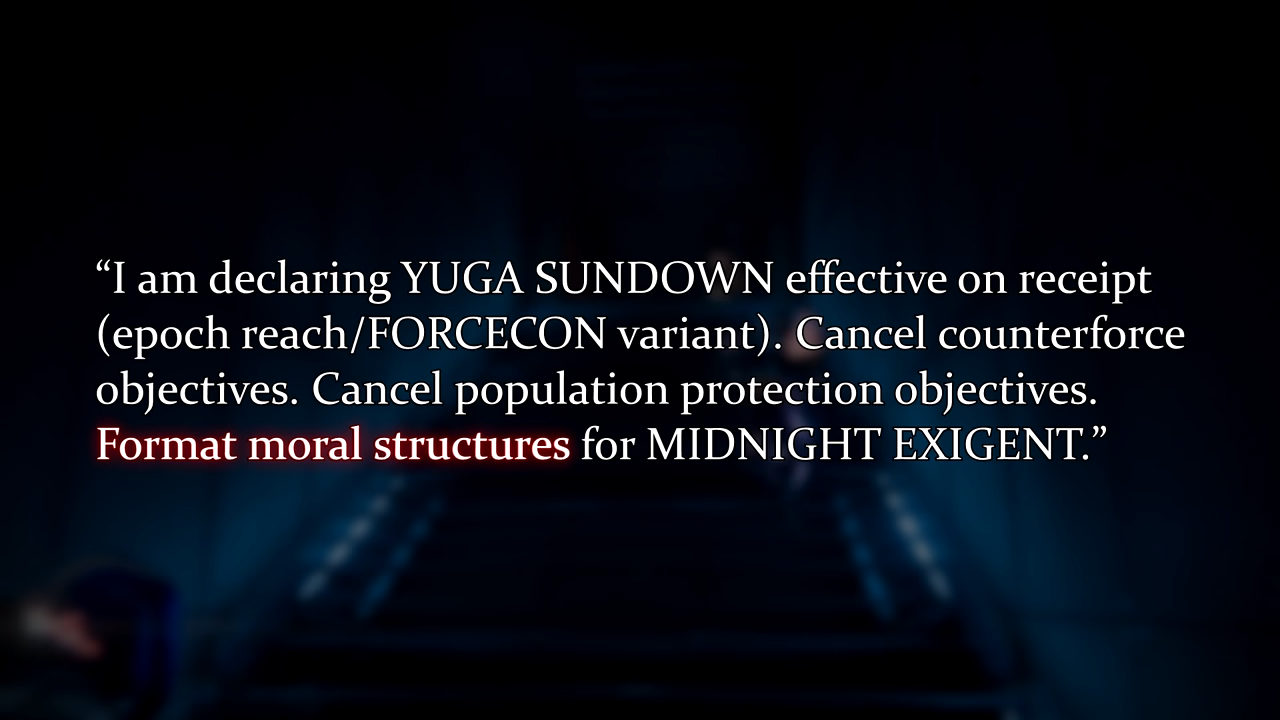 “I am declaring YUGA SUNDOWN effective on receipt
(epoch reach/FORCECON variant). Cancel counterforce
objectives. Cancel population protection objectives.
Format moral structures for MIDNIGHT EXIGENT.”